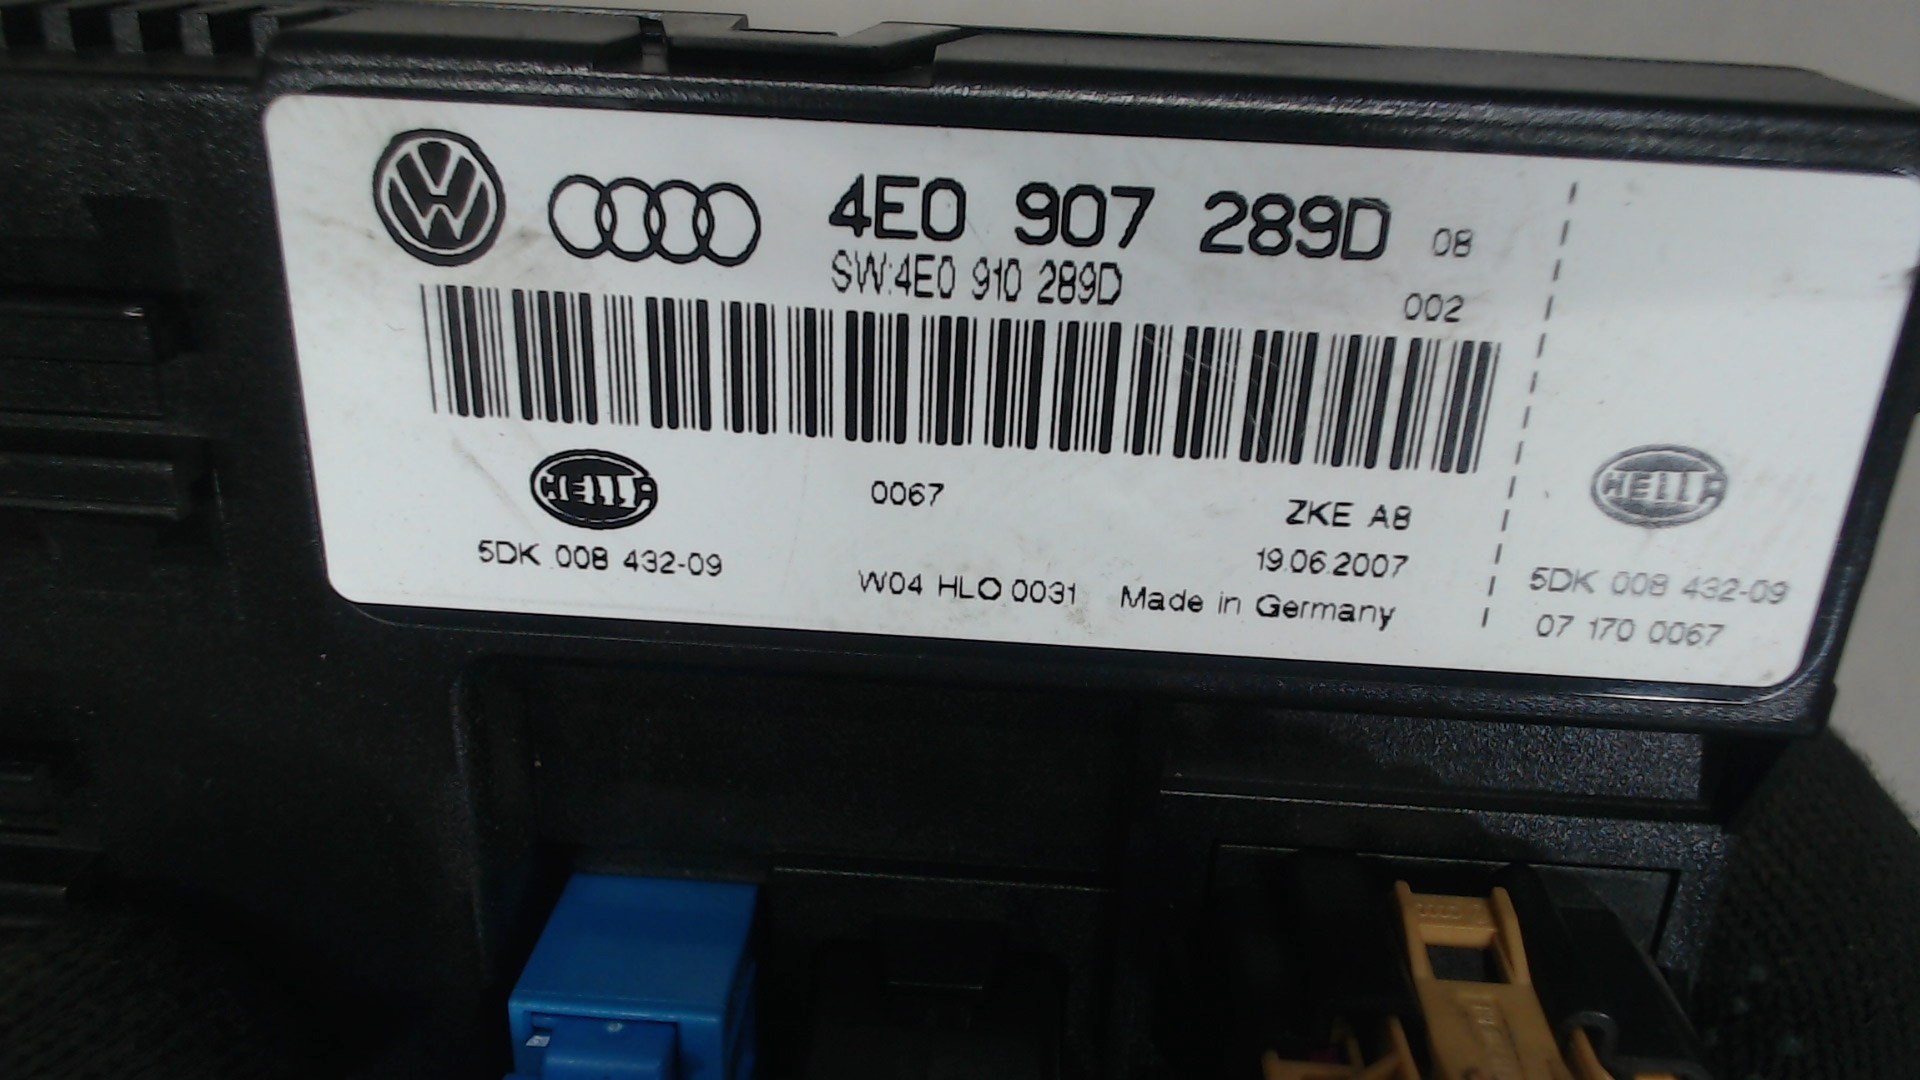 4E0 907 289D 08
SW:4E0 910 289D 002
HELLA
0067
ZKE A8
5DK 008 432-09
19.06.2007
W04 HLO 0031 Made in Germany
HELLA
5DK 008 432-09
07 170 0067